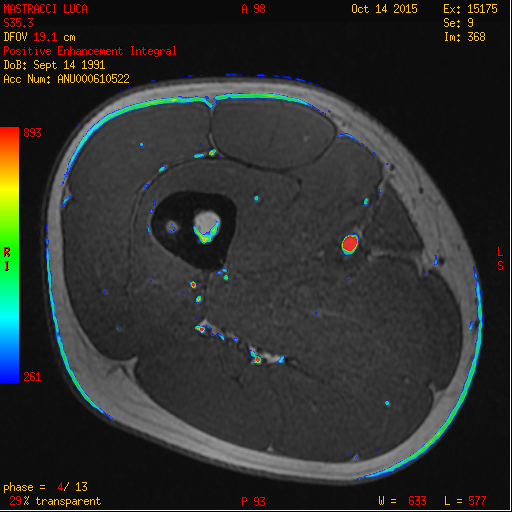 MASTRACCI LUCA A 98 Oct 14 2015 Ex: 15175
S35.3 Se: 9
DFOV 19.1 cm Im: 368
Positive Enhancement Integral
DoB: Sept 14 1991
Acc Num: ANU000610522
893
R L
I S
261
phase = 4/ 13
29% transparent P 93 W = 633 L = 577